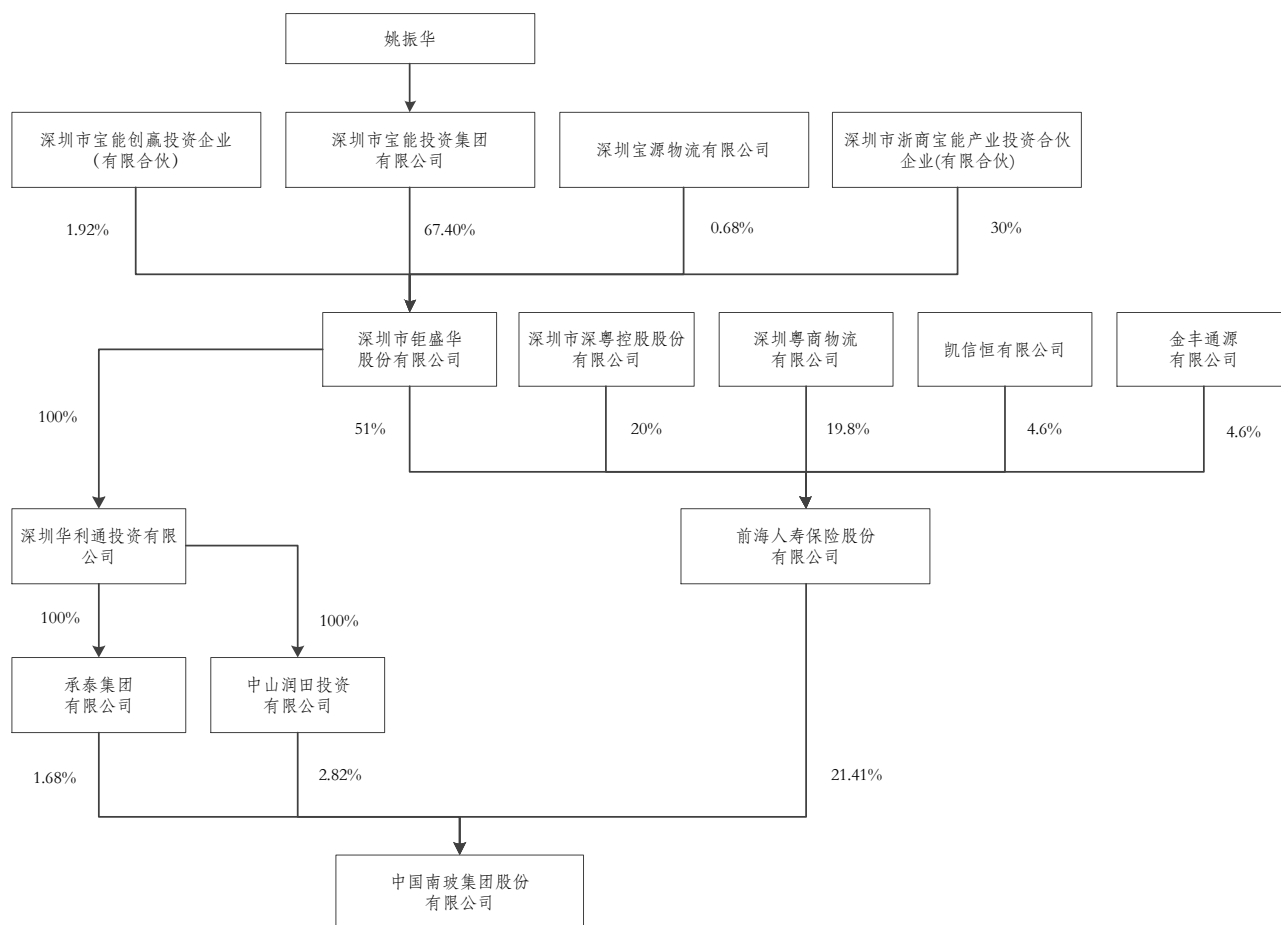 姚振华
深圳市宝能创赢投资企业
（有限合伙）
深圳市宝能投资集团
有限公司
深圳宝源物流有限公司
深圳市浙商宝能产业投资合伙
企业(有限合伙)
1.92%
67.40%
0.68%
30%
深圳市钜盛华
股份有限公司
深圳市深粤控股股份
有限公司
深圳粤商物流
有限公司
凯信恒有限公司
金丰通源
有限公司
100%
51%
20%
19.8%
4.6%
4.6%
深圳华利通投资有限
公司
前海人寿保险股份
有限公司
100%
100%
承泰集团
有限公司
中山润田投资
有限公司
1.68%
2.82%
21.41%
中国南玻集团股份
有限公司